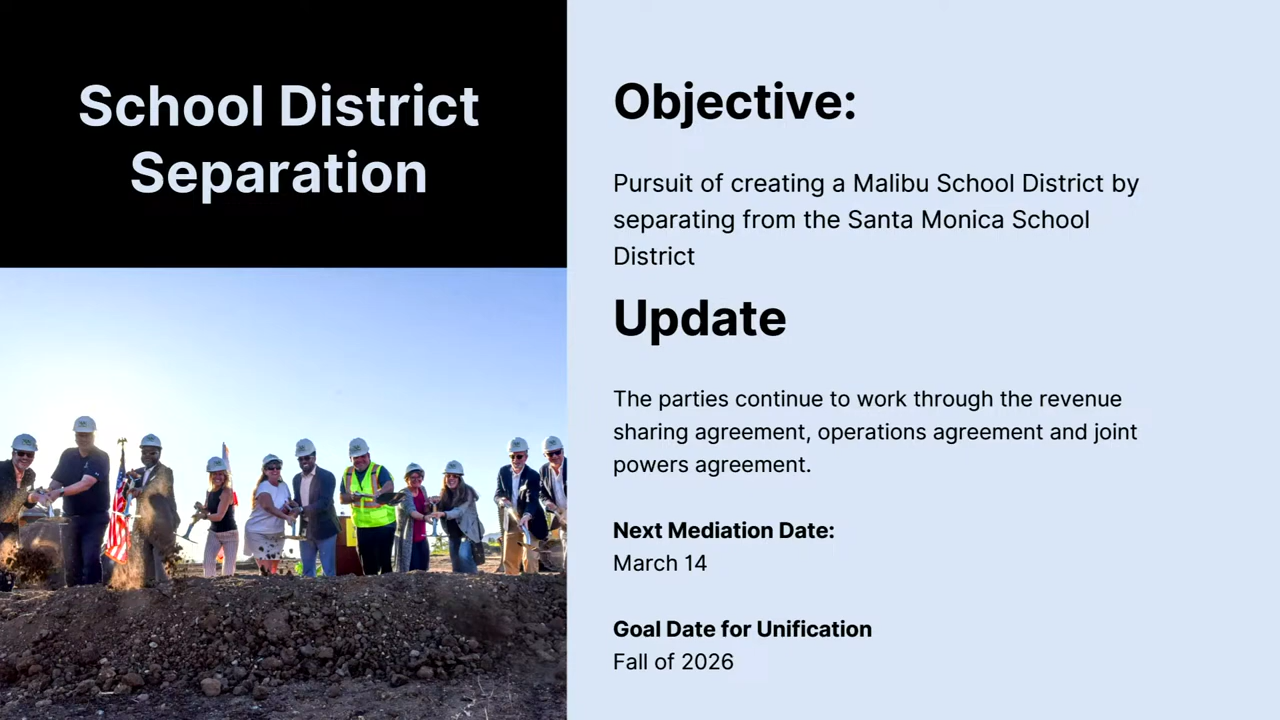 School District
Separation
Objective:
Pursuit of creating a Malibu School District by
separating from the Santa Monica School
District
Update
The parties continue to work through the revenue
sharing agreement, operations agreement and joint
powers agreement.
Next Mediation Date:
March 14
Goal Date for Unification
Fall of 2026